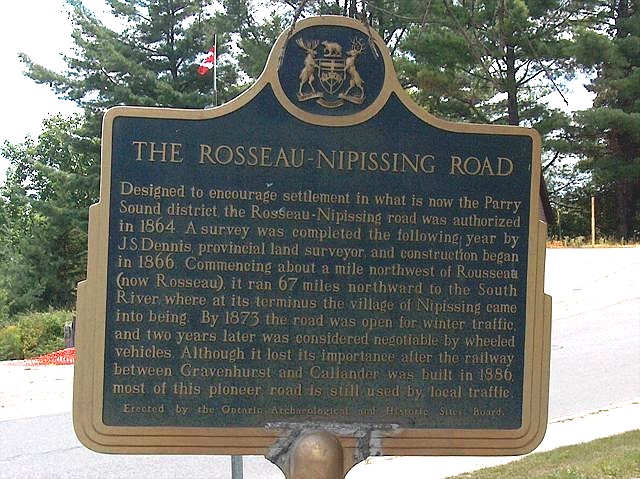 THE ROSSEAU-NIPISSING ROAD
Designed to encourage settlement in what is now the Parry
Sound district, the Rosseau-Nipissing road was authorized
in 1864. A survey was completed the following year by
J.S.Dennis, provincial land surveyor, and construction began
in 1866. Commencing about a mile northwest of Rousseau
(now Rosseau), it ran 67 miles northward to the South
River, where at its terminus the village of Nipissing came
into being. By 1873 the road was open for winter traffic,
and two years later was considered negotiable by wheeled
vehicles. Although it lost its importance after the railway
between Gravenhurst and Callander was built in 1886,
most of this pioneer road is still used by local traffic.
Erected by the Ontario Archaeological and Historic Sites Board.